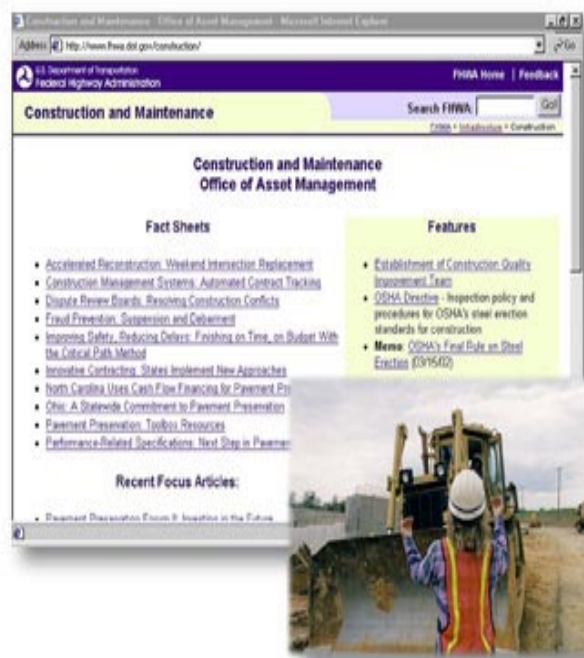 Construction and Maintenance - Office of Asset Management - Microsoft Internet Explorer
Address http://www.fhwa.dot.gov/construction/
Go
U.S. Department of Transportation
Federal Highway Administration
FHWA Home | Feedback
Construction and Maintenance
Search FHWA:
Go!
FHWA > Infrastructure > Construction
Construction and Maintenance
Office of Asset Management
Fact Sheets
• Accelerated Reconstruction: Weekend Intersection Replacement
• Construction Management Systems: Automated Contract Tracking
• Dispute Review Boards: Resolving Construction Conflicts
• Fraud Prevention: Suspension and Debarment
• Improving Safety, Reducing Delays: Finishing on Time, on Budget With
the Critical Path Method
• Innovative Contracting: States Implement New Approaches
• North Carolina Uses Cash Flow Financing for Pavement
• Ohio: A Statewide Commitment to Pavement Preservation
• Pavement Preservation: Toolbox Resources
• Performance-Related Specifications: Next Step in
Recent Focus Articles:
• Pavement Preservation Forum II: Investing in the Future
Features
• Establishment of Construction Quality
Improvement Team
• OSHA Directive - Inspection policy and
procedures for OSHA's steel erection
standards for construction
• Memo: OSHA's Final Rule on Steel
Erection (03/15/02)